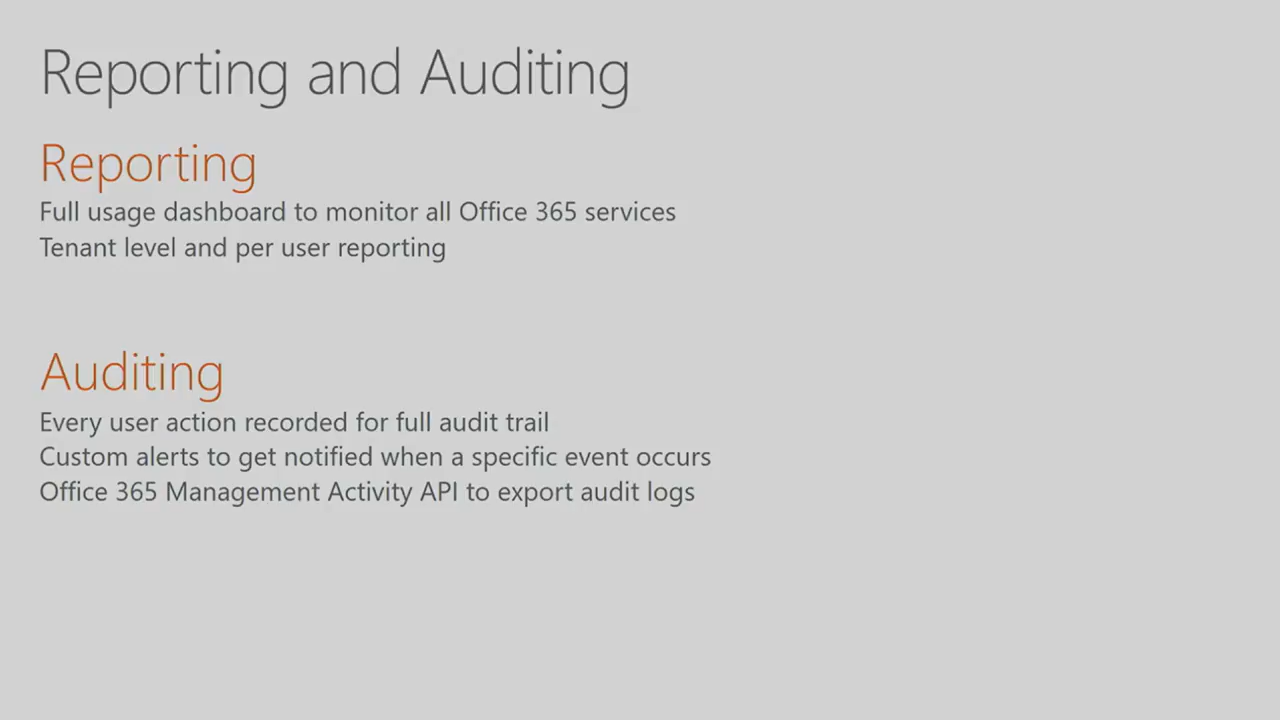 Reporting and Auditing
Reporting
Full usage dashboard to monitor all Office 365 services
Tenant level and per user reporting
Auditing
Every user action recorded for full audit trail
Custom alerts to get notified when a specific event occurs
Office 365 Management Activity API to export audit logs